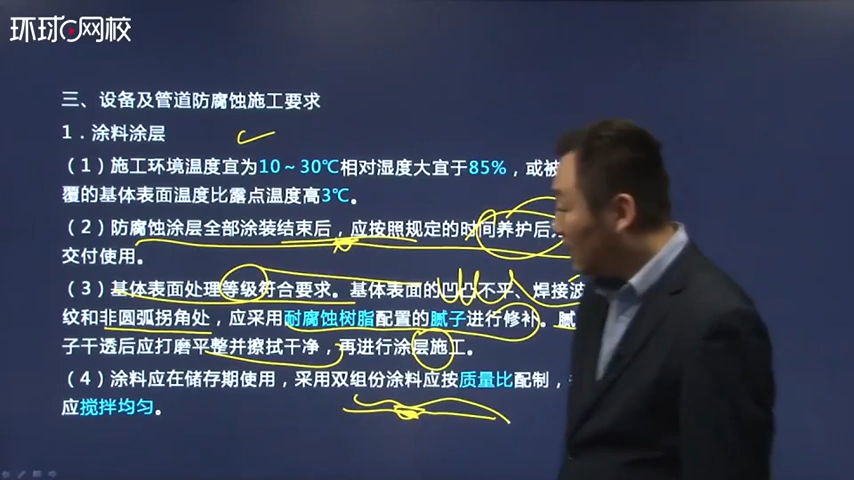 环球网校
三、设备及管道防腐蚀施工要求
1．涂料涂层
（1）施工环境温度宜为10～30℃相对湿度大宜于85%，或被
覆的基体表面温度比露点温度高3℃。
（2）防腐蚀涂层全部涂装结束后，应按照规定的时间养护后
交付使用。
（3）基体表面处理等级符合要求。基体表面的凹凸不平、焊接波
纹和非圆弧拐角处，应采用耐腐蚀树脂配置的腻子进行修补。腻
子干透后应打磨平整并擦拭干净，再进行涂层施工。
（4）涂料应在储存期使用，采用双组份涂料应按质量比配制，
应搅拌均匀。